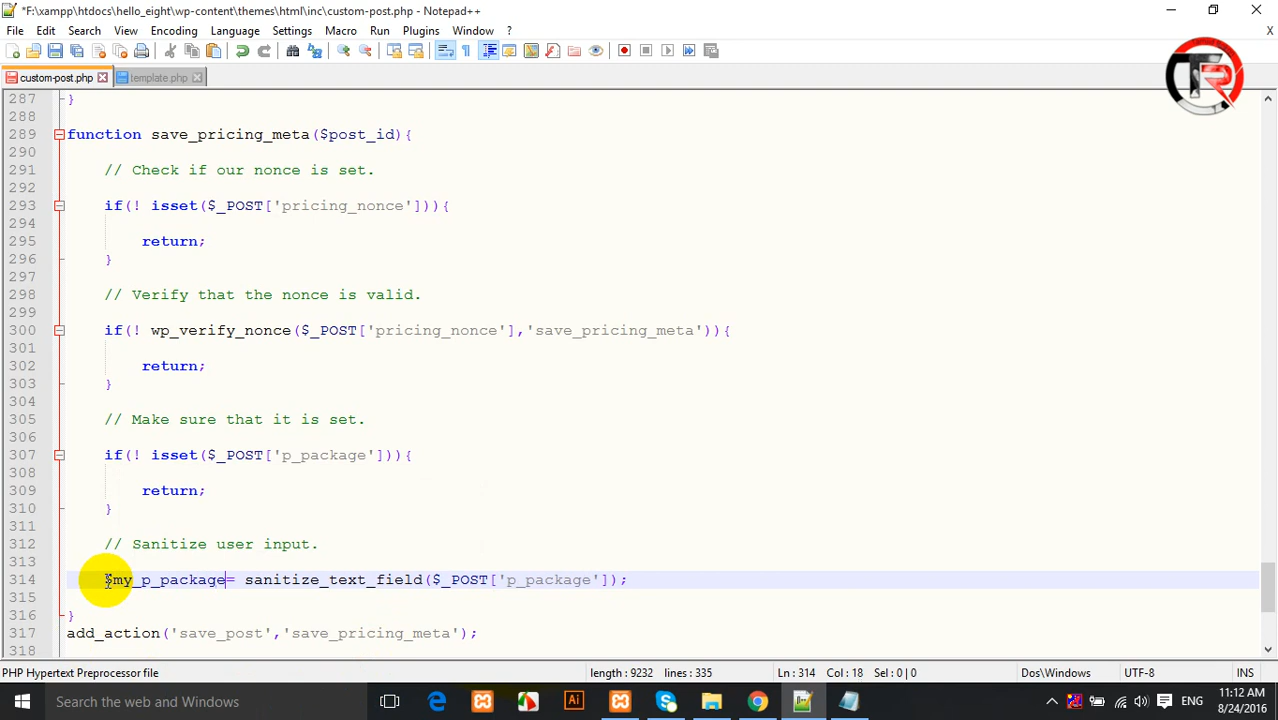 *F:\xampp\htdocs\hello_eight\wp-content\themes\html\inc\custom-post.php - Notepad++
File Edit Search View Encoding Language Settings Macro Run Plugins Window ? X
custom-post.php template.php
287 }
288
289 function save_pricing_meta($post_id){
290
291 // Check if our nonce is set.
292
293 if(! isset($_POST['pricing_nonce'])){
294
295 return;
296 }
297
298 // Verify that the nonce is valid.
299
300 if(! wp_verify_nonce($_POST['pricing_nonce'],'save_pricing_meta')){
301
302 return;
303 }
304
305 // Make sure that it is set.
306
307 if(! isset($_POST['p_package'])){
308
309 return;
310 }
311
312 // Sanitize user input.
313
314 $my_p_package= sanitize_text_field($_POST['p_package']);
315
316 }
317 add_action('save_post','save_pricing_meta');
318
PHP Hypertext Preprocessor file length : 9232 lines : 335 Ln : 314 Col : 18 Sel : 0 | 0 Dos\Windows UTF-8 INS
Search the web and Windows
Ai
ENG
11:12 AM
8/24/2016